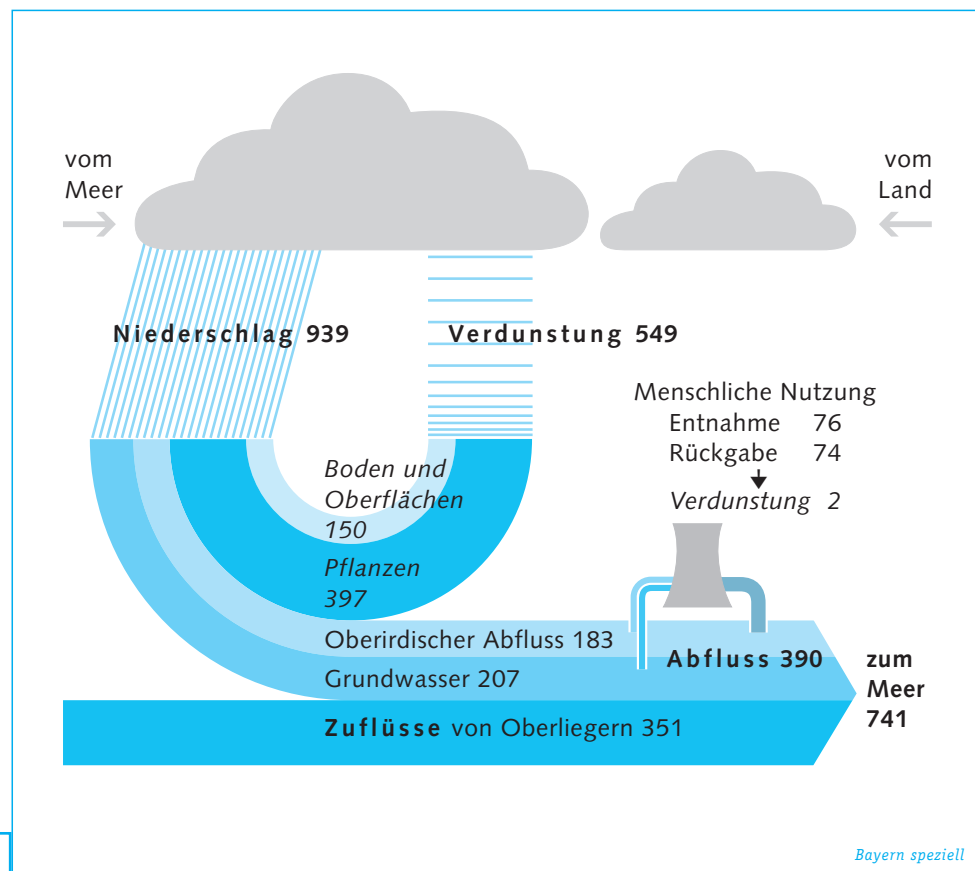 vom
Meer
vom
Land
Niederschlag 939
Verdunstung 549
Menschliche Nutzung
Entnahme 76
Rückgabe 74
Verdunstung 2
Boden und
Oberflächen
150
Pflanzen
397
Oberirdischer Abfluss 183
Abfluss 390
Grundwasser 207
zum
Meer
741
Zuflüsse von Oberliegern 351
Bayern speziell